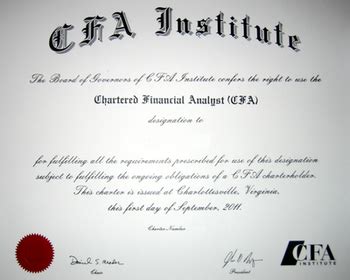 CFA Institute
The Board of Governors of CFA Institute confers the right to use the
Chartered Financial Analyst (CFA)
designation to
for fulfilling all the requirements prescribed for use of this designation
subject to fulfilling the ongoing obligations of a CFA charterholder.
This charter is issued at Charlottesville, Virginia.
this first day of September, 2011.
Charter Number
Chair
President
CFA
INSTITUTE